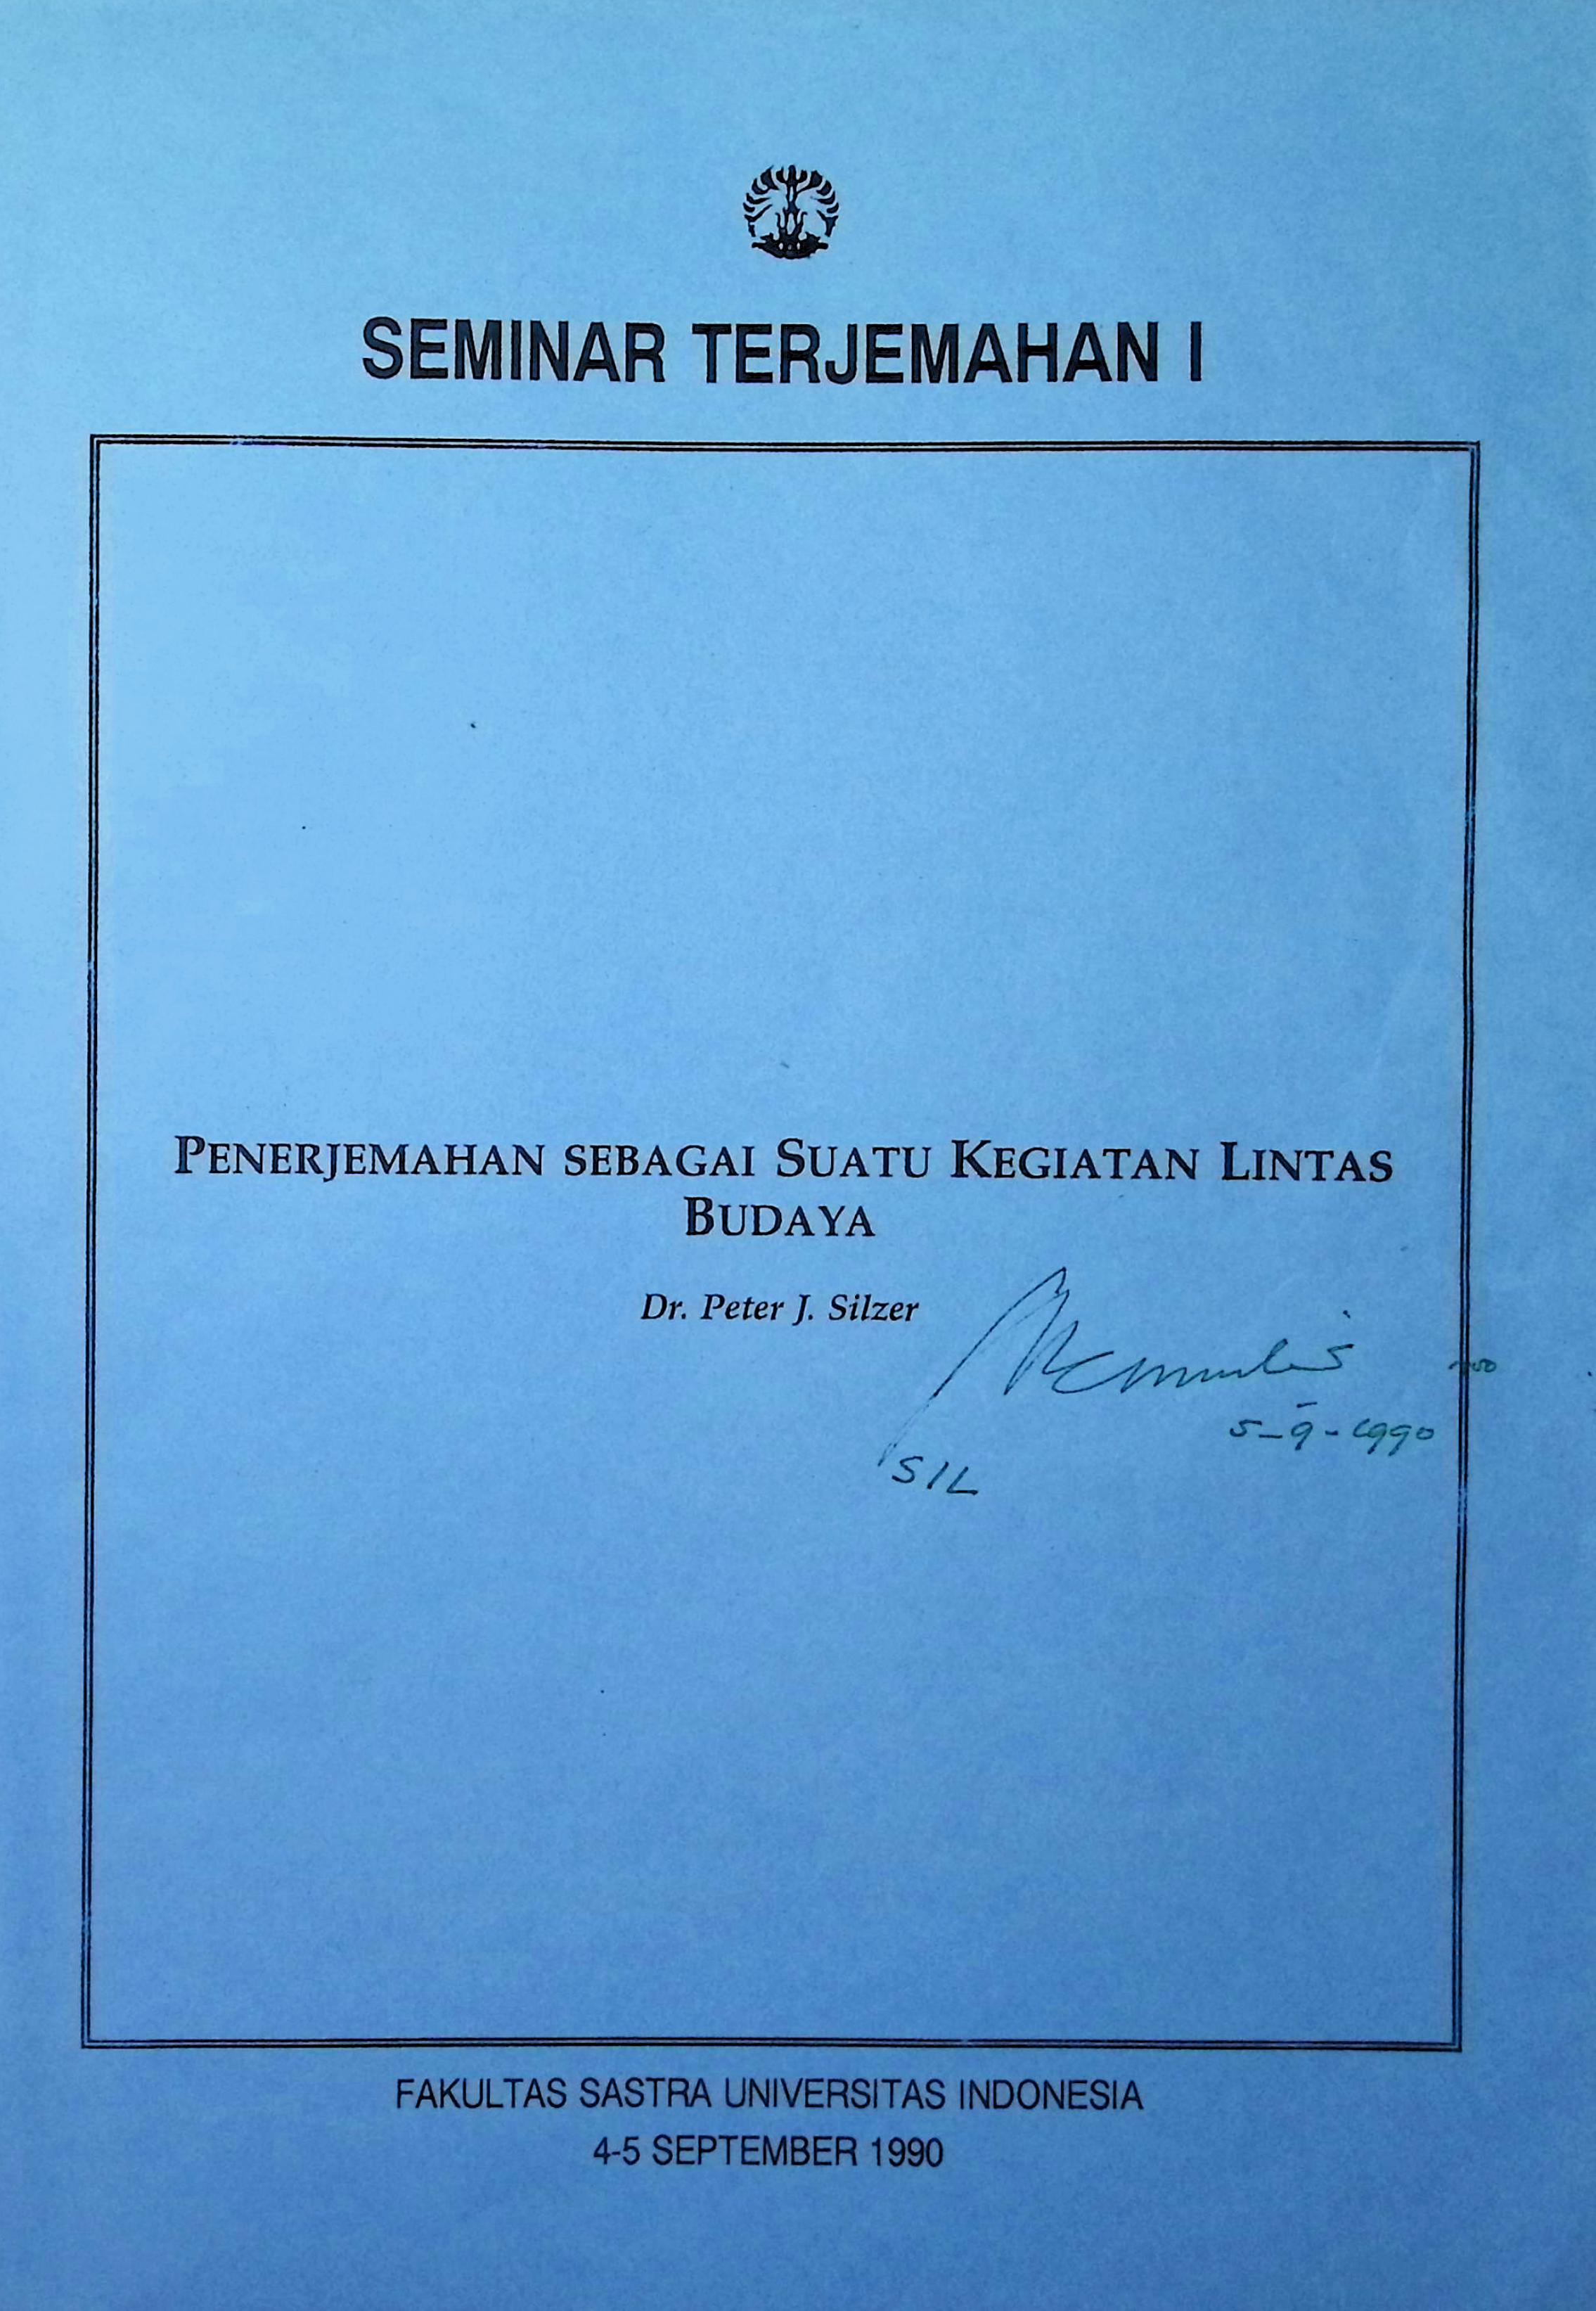 SEMINAR TERJEMAHAN I
PENERJEMAHAN SEBAGAI SUATU KEGIATAN LINTAS
BUDAYA
Dr. Peter J. Silzer
5-9-1990
SIL
FAKULTAS SASTRA UNIVERSITAS INDONESIA
4-5 SEPTEMBER 1990